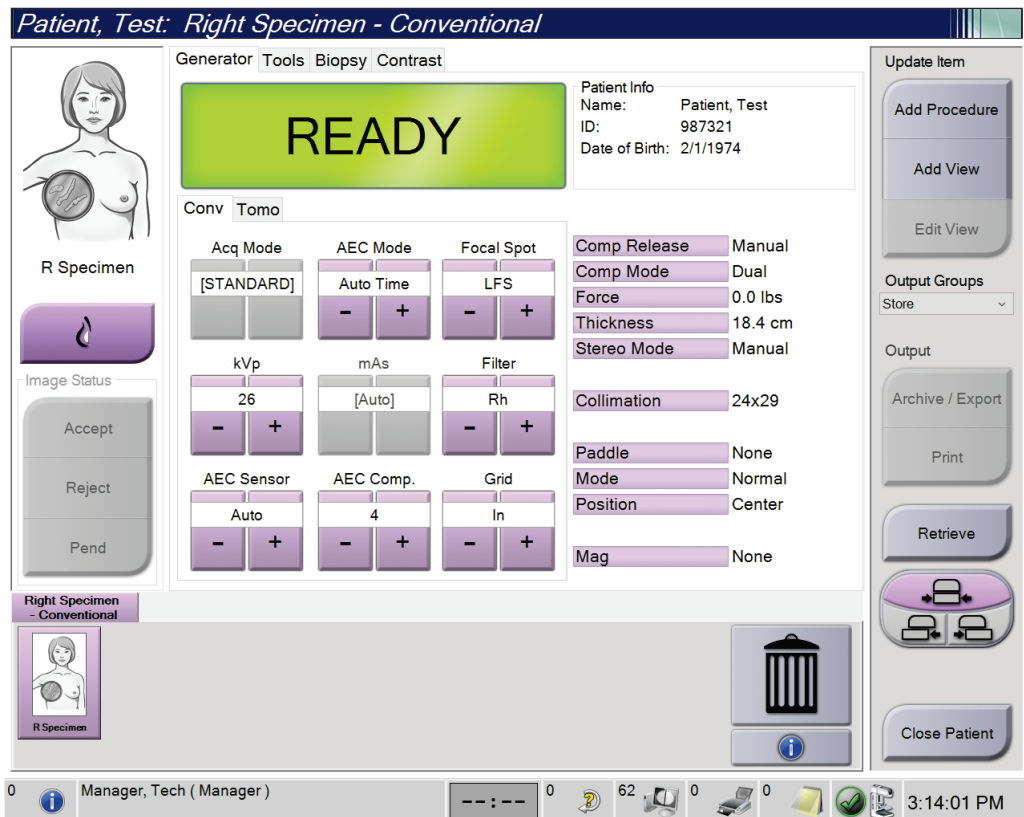 Patient, Test: Right Specimen - Conventional
Generator Tools Biopsy Contrast
READY
Patient Info
Name: Patient, Test
ID: 987321
Date of Birth: 2/1/1974
R Specimen
Image Status
Accept
Reject
Pend
Conv Tomo
Acq Mode AEC Mode Focal Spot
[STANDARD] Auto Time LFS
- + - +
kVp mAs Filter
26 [Auto] Rh
- + - +
AEC Sensor AEC Comp. Grid
Auto 4 In
- + - + - +
Comp Release Manual
Comp Mode Dual
Force 0.0 lbs
Thickness 18.4 cm
Stereo Mode Manual
Collimation 24x29
Paddle None
Mode Normal
Position Center
Mag None
Update Item
Add Procedure
Add View
Edit View
Output Groups
Store
Output
Archive / Export
Print
Retrieve
Close Patient
Right Specimen
- Conventional
R Specimen
i
0 i Manager, Tech ( Manager ) --:-- 0 ? 62 0 0 3:14:01 PM